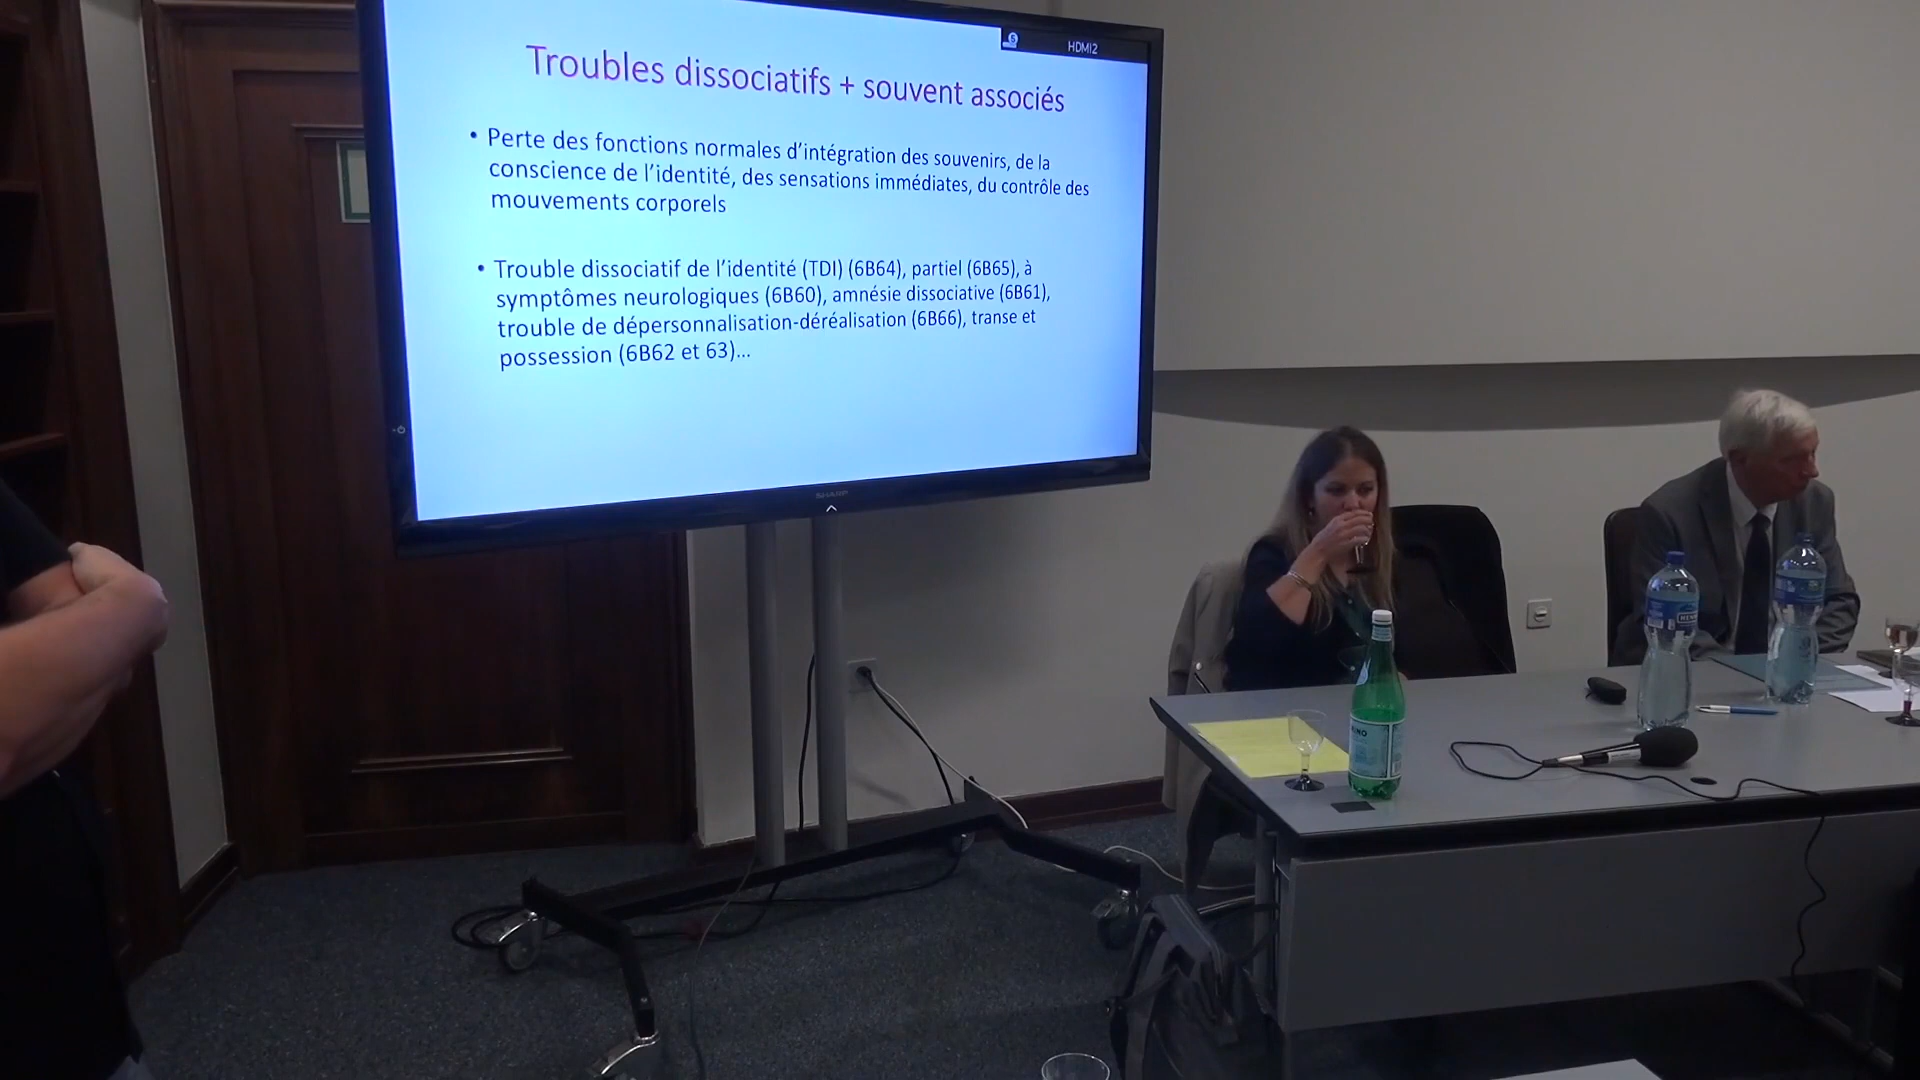 HDMI2
Troubles dissociatifs + souvent associés
• Perte des fonctions normales d'intégration des souvenirs, de la
conscience de l'identité, des sensations immédiates, du contrôle des
mouvements corporels
• Trouble dissociatif de l'identité (TDI) (6B64), partiel (6B65), à
symptômes neurologiques (6B60), amnésie dissociative (6B61),
trouble de dépersonnalisation-déréalisation (6B66), transe et
possession (6B62 et 63)...
SHARP